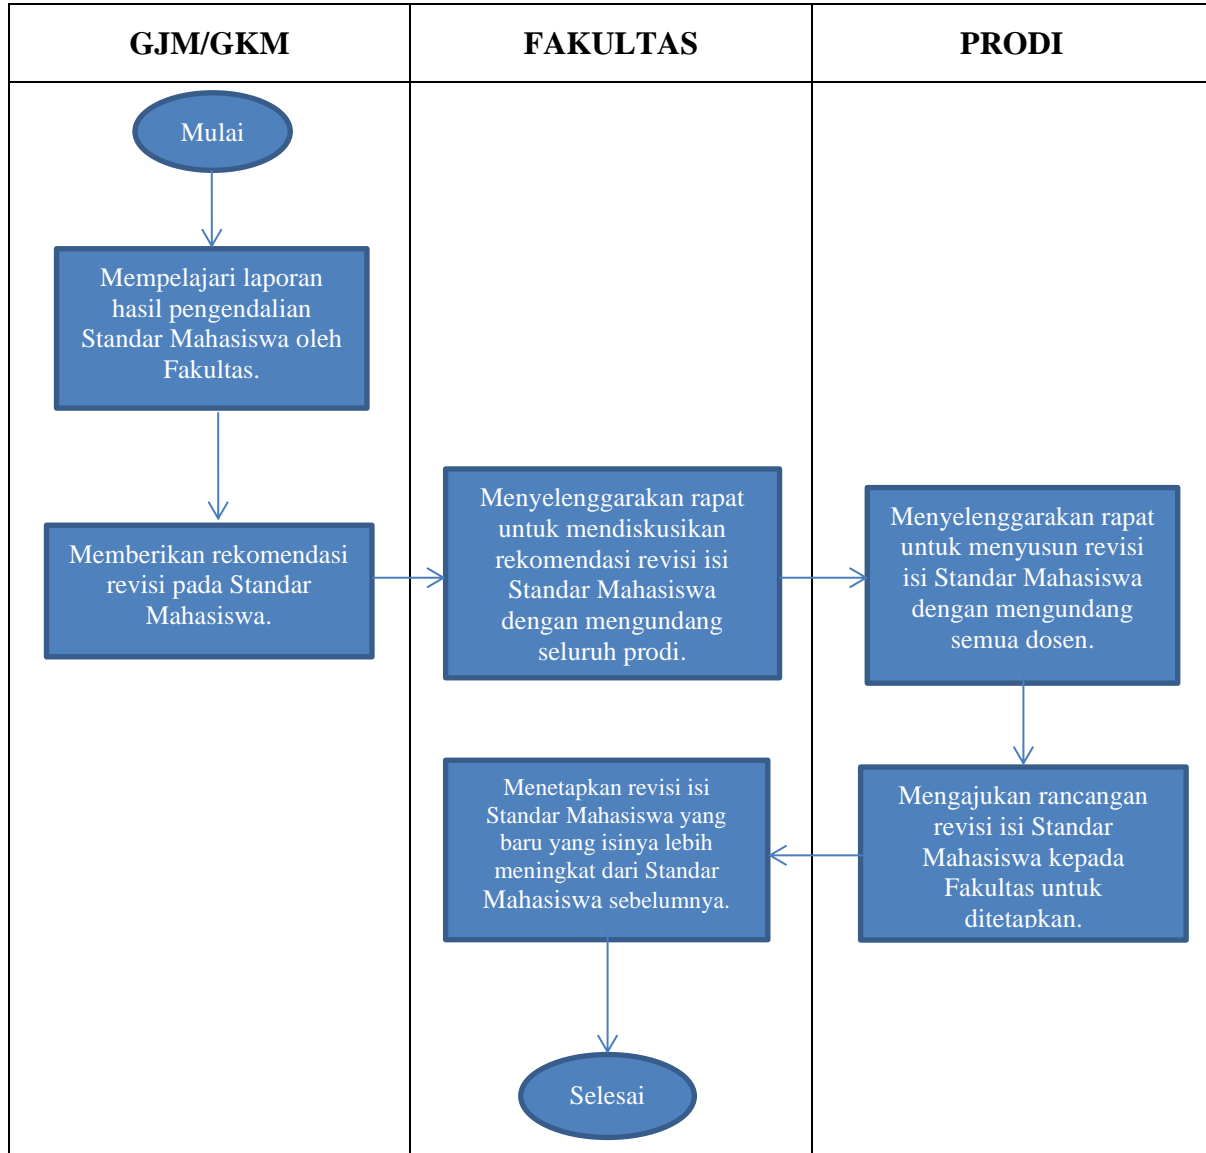 GJM/GKM
FAKULTAS
PRODI
Mulai
Mempelajari laporan
hasil pengendalian
Standar Mahasiswa oleh
Fakultas.
Memberikan rekomendasi
revisi pada Standar
Mahasiswa.
Menyelenggarakan rapat
untuk mendiskusikan
rekomendasi revisi isi
Standar Mahasiswa
dengan mengundang
seluruh prodi.
Menyelenggarakan rapat
untuk menyusun revisi
isi Standar Mahasiswa
dengan mengundang
semua dosen.
Mengajukan rancangan
revisi isi Standar
Mahasiswa kepada
Fakultas untuk
ditetapkan.
Menetapkan revisi isi
Standar Mahasiswa yang
baru yang isinya lebih
meningkat dari Standar
Mahasiswa sebelumnya.
Selesai